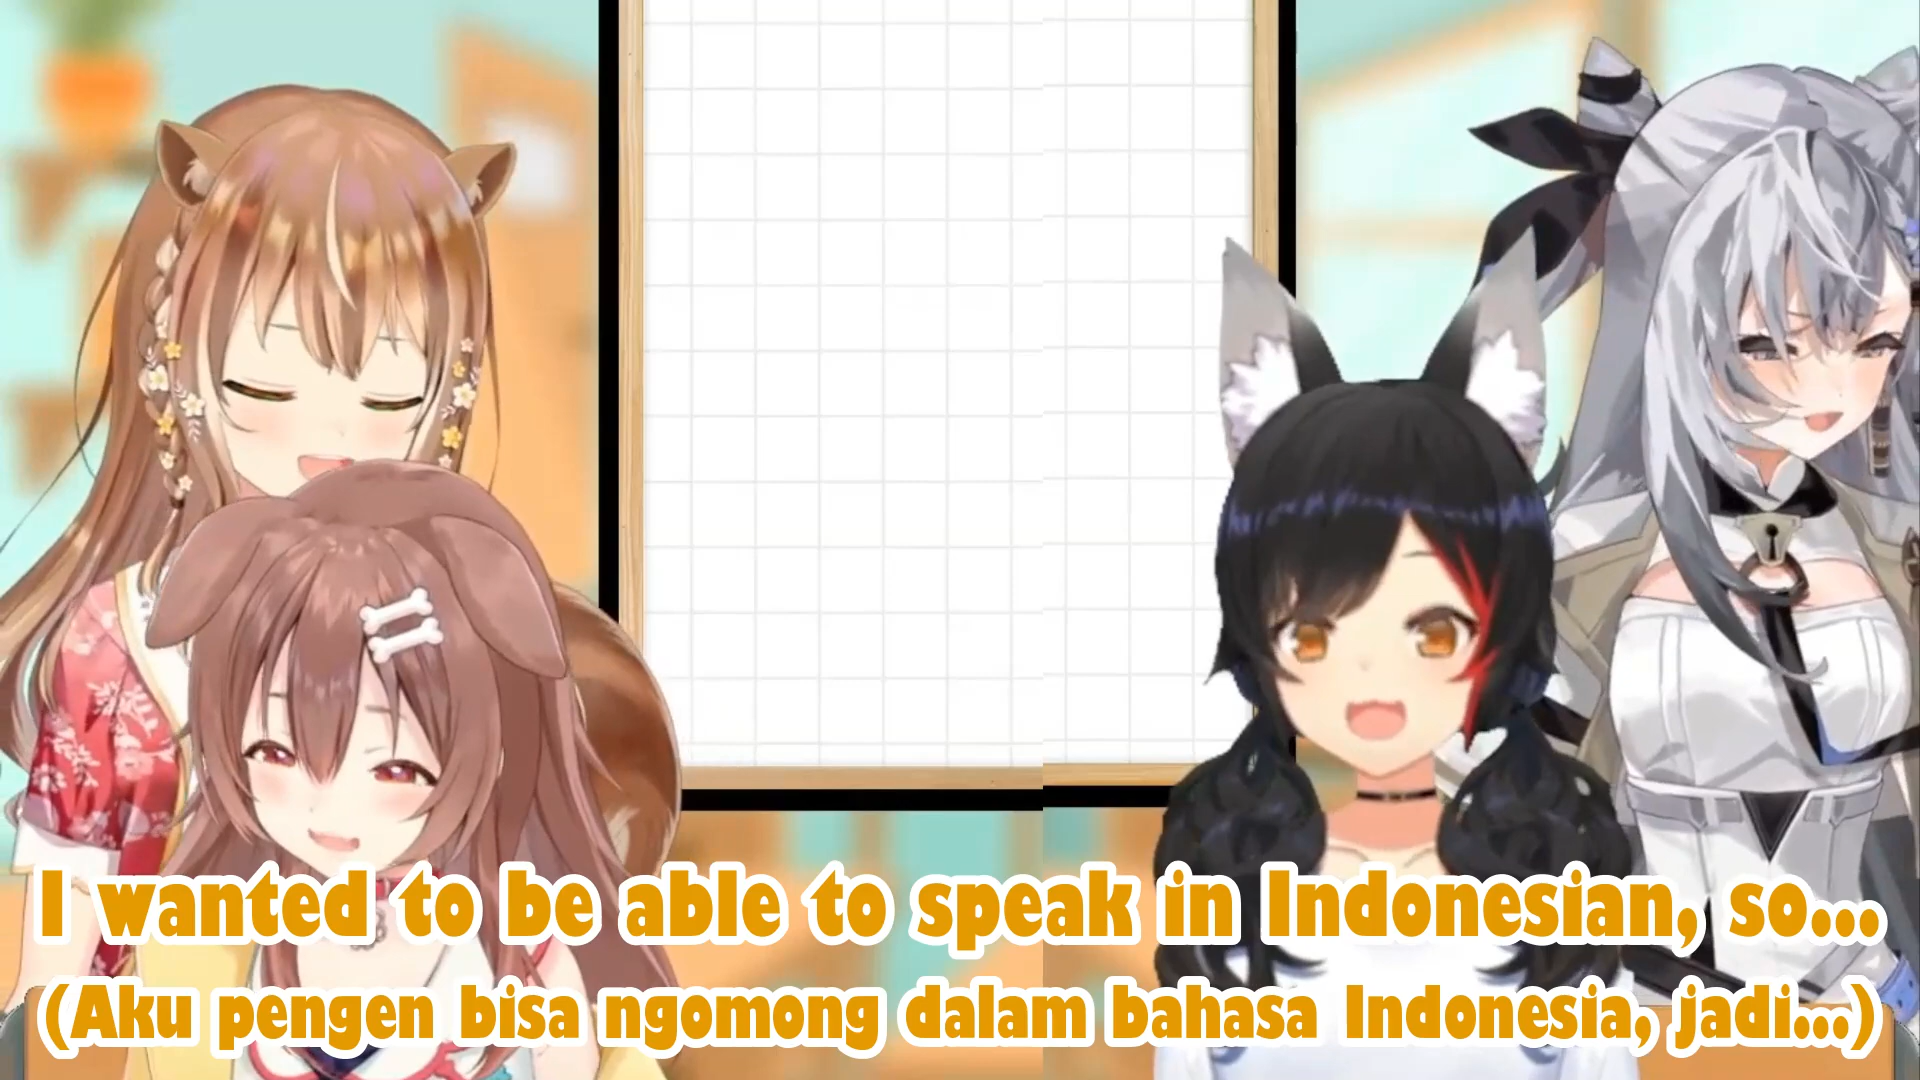 I wanted to be able to speak in Indonesian, so...
(Aku pengen bisa ngomong dalam bahasa Indonesia, jadi...)